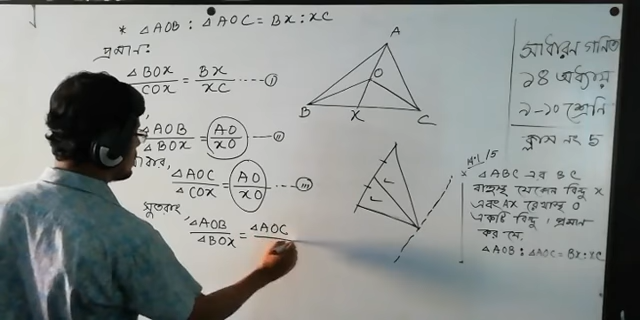 * △AOB : △AOC = BX : XC
প্রমাণ:
△BOX / △COX = BX / XC ----- (i)
△AOB / △BOX = AO / XO --- (ii)
△AOC / △COX = AO / XO --- (iii)
সুতরাং,
△AOB / △BOX = △AOC
A
O
B
X
C
সাধারন গনিত
১৪ অধ্যায়
৯-১০ শ্রেনি
ক্লাস নং 5
* △ABC এর BC
বাহুস্থ যেকোন বিন্দু X
এবং AX রেখাস্থ O
একটি বিন্দু। প্রমান
কর যে,
△AOB : △AOC = BX : XC